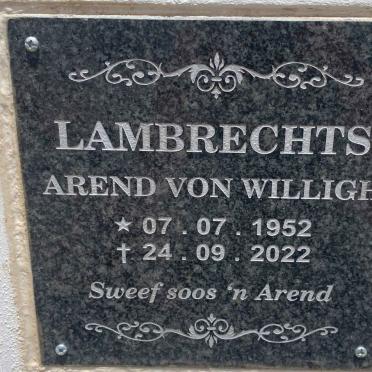 LAMBRECHTS
AREND VON WILLIGH
★ 07 . 07 . 1952
† 24 . 09 . 2022
Sweef soos 'n Arend